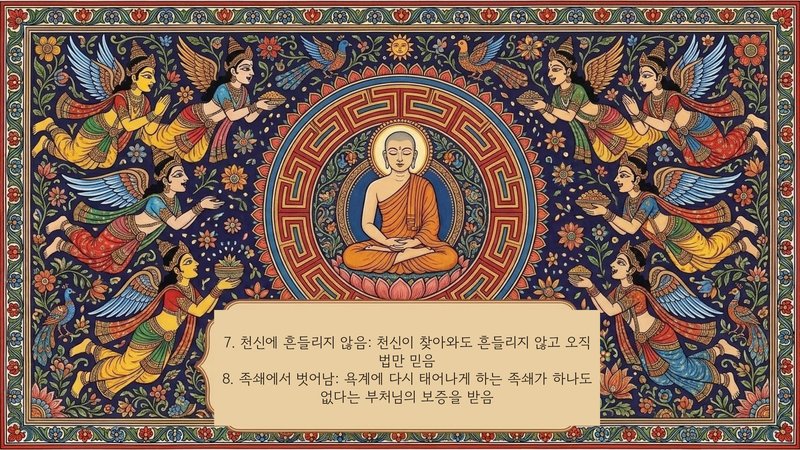 7. 천신에 흔들리지 않음: 천신이 찾아와도 흔들리지 않고 오직
법만 믿음
8. 족쇄에서 벗어남: 욕계에 다시 태어나게 하는 족쇄가 하나도
없다는 부처님의 보증을 받음